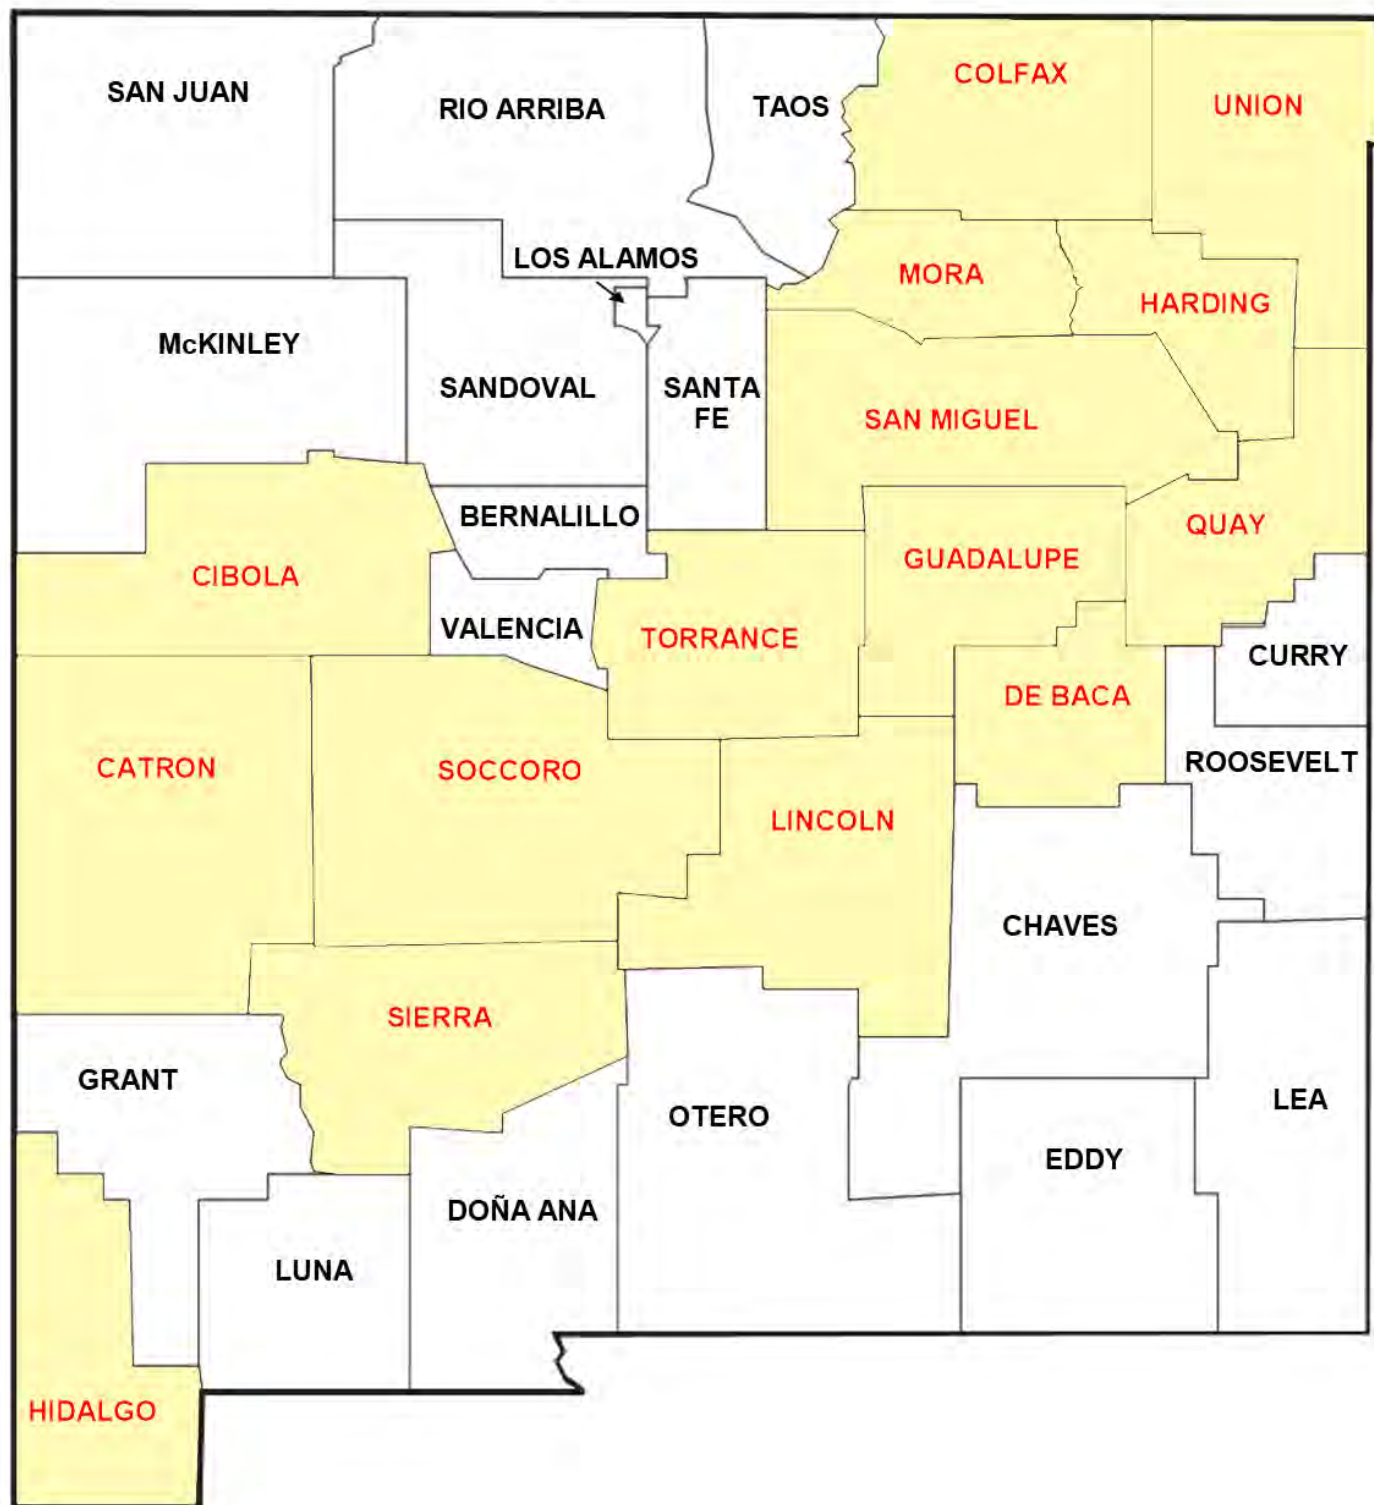 COLFAX
SAN JUAN
UNION
RIO ARRIBA
TAOS
LOS ALAMOS
MORA
HARDING
McKINLEY
SANDOVAL
SANTA
FE
SAN MIGUEL
BERNALILLO
QUAY
GUADALUPE
CIBOLA
VALENCIA
TORRANCE
CURRY
DE BACA
ROOSEVELT
CATRON
SOCCORO
LINCOLN
CHAVES
SIERRA
GRANT
LEA
OTERO
EDDY
DOÑA ANA
LUNA
HIDALGO